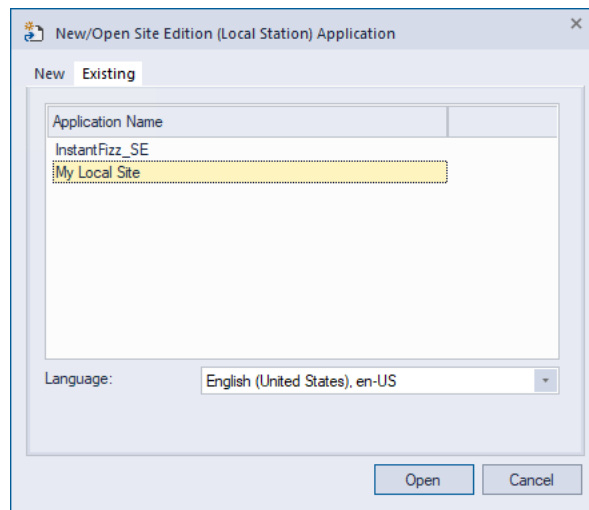 New/Open Site Edition (Local Station) Application
New Existing
Application Name
InstantFizz_SE
My Local Site
Language: English (United States), en-US
Open Cancel